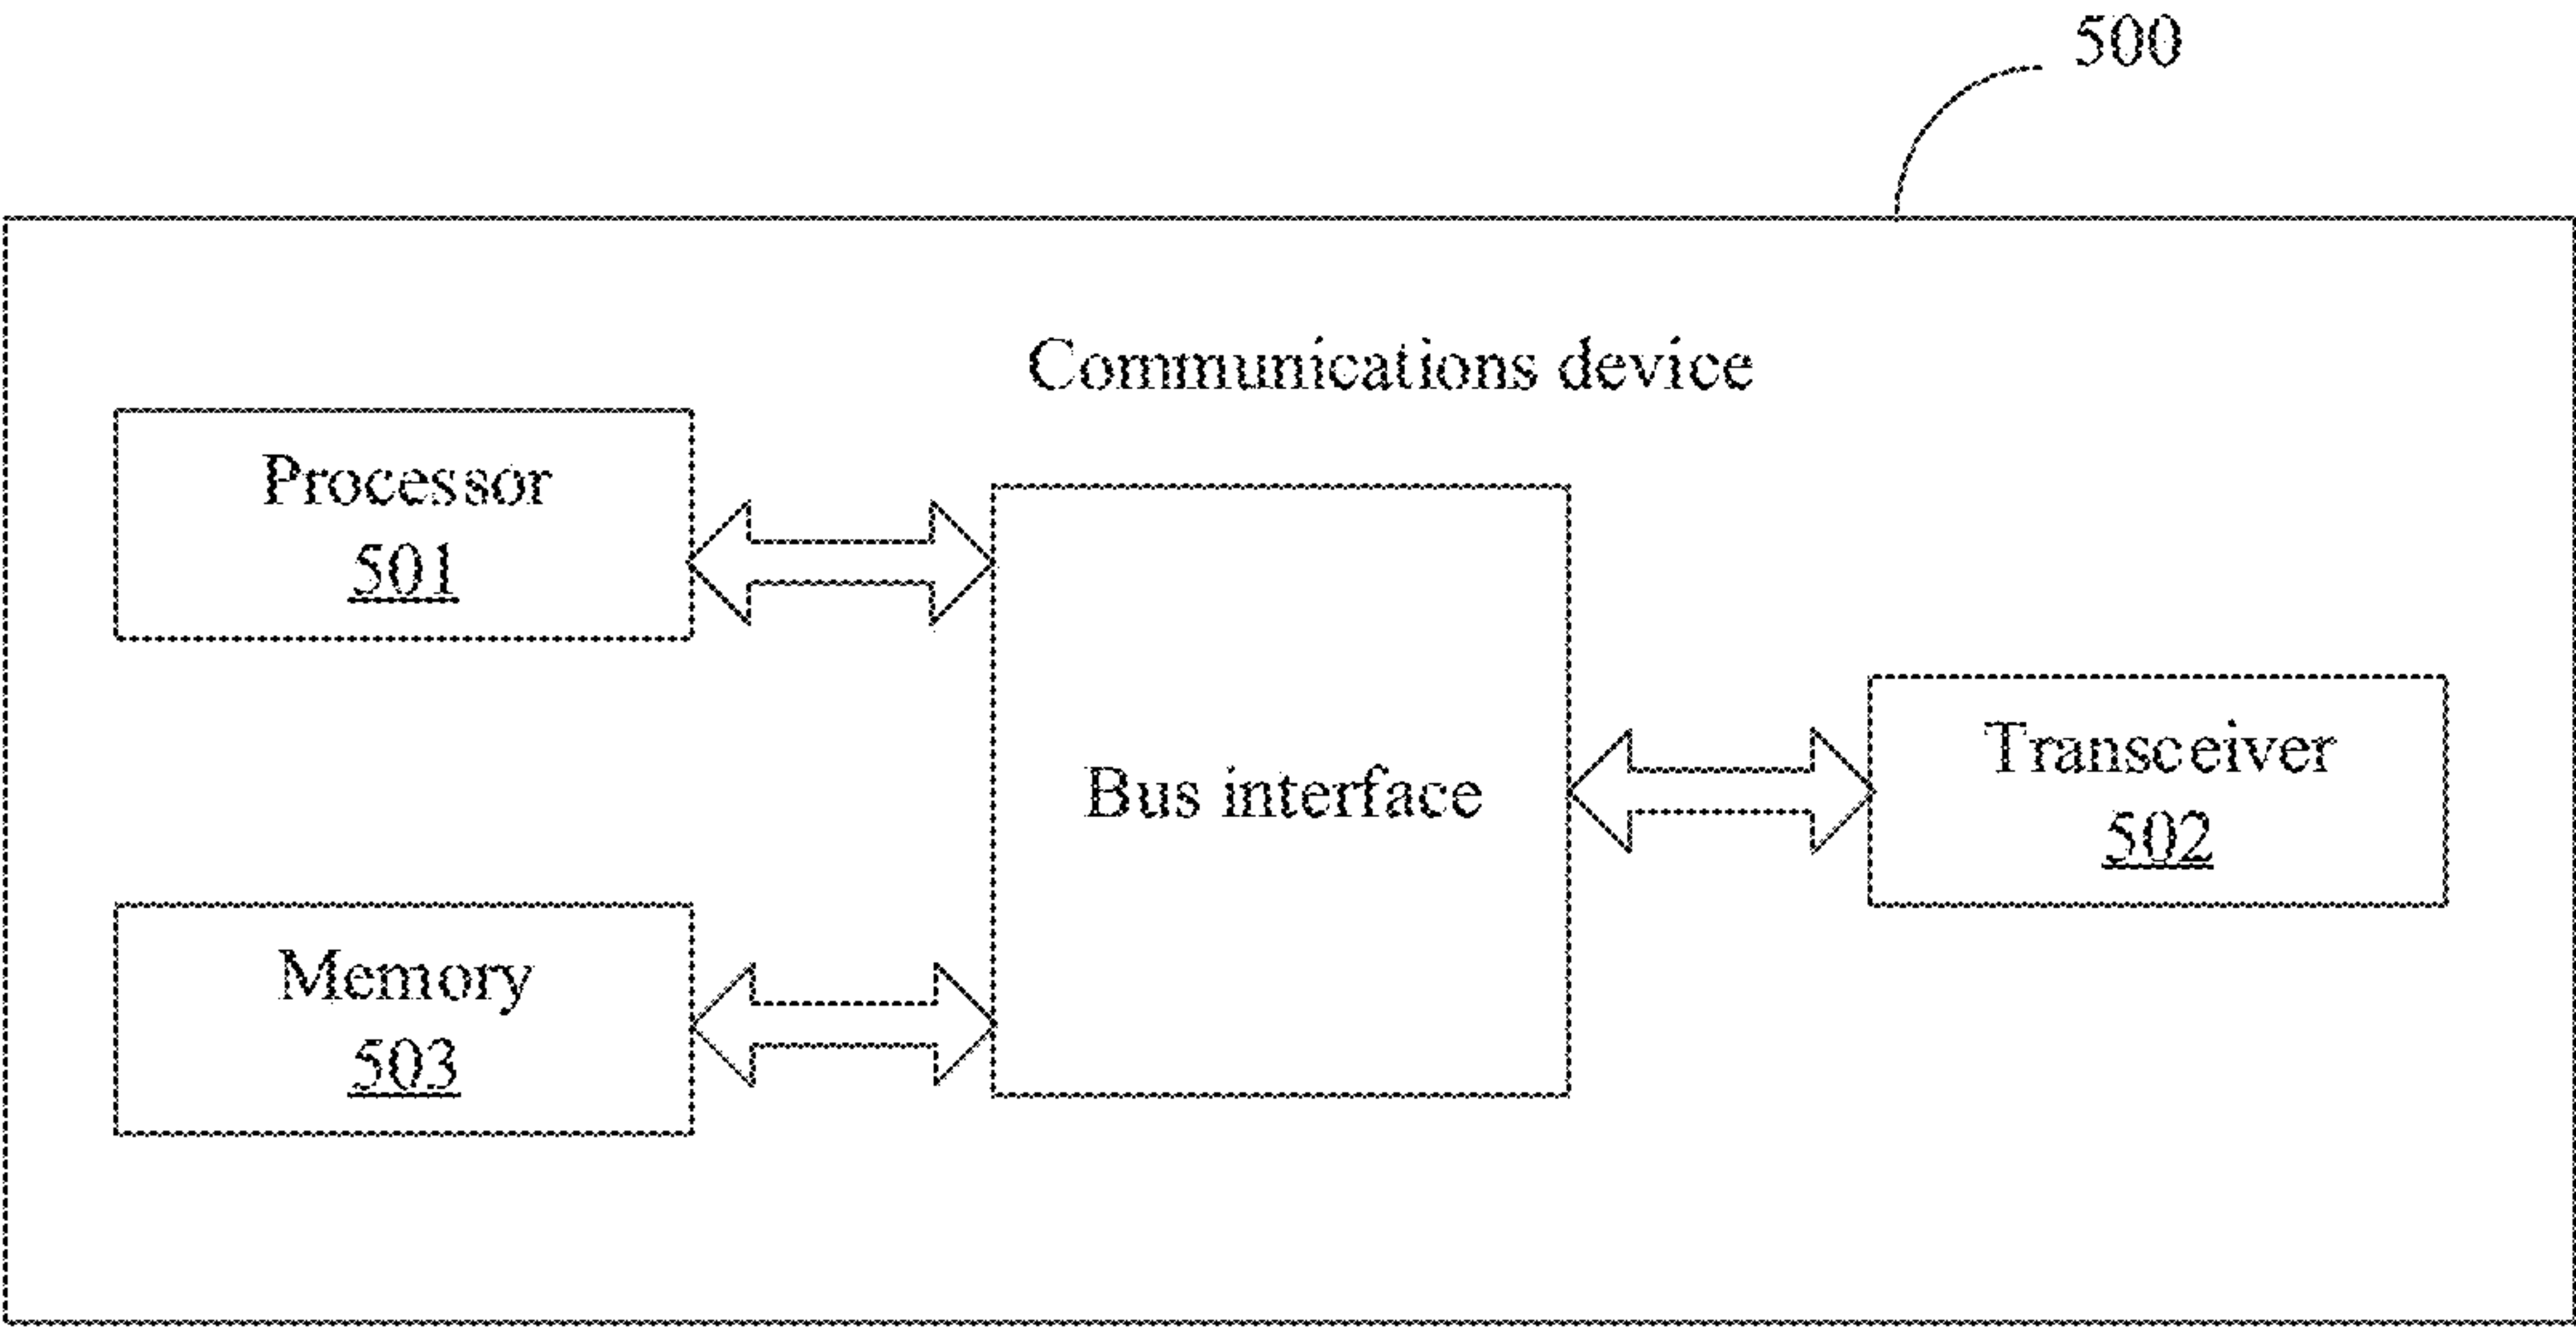 500
Communications device
Processor
501
Bus interface
Transceiver
502
Memory
503